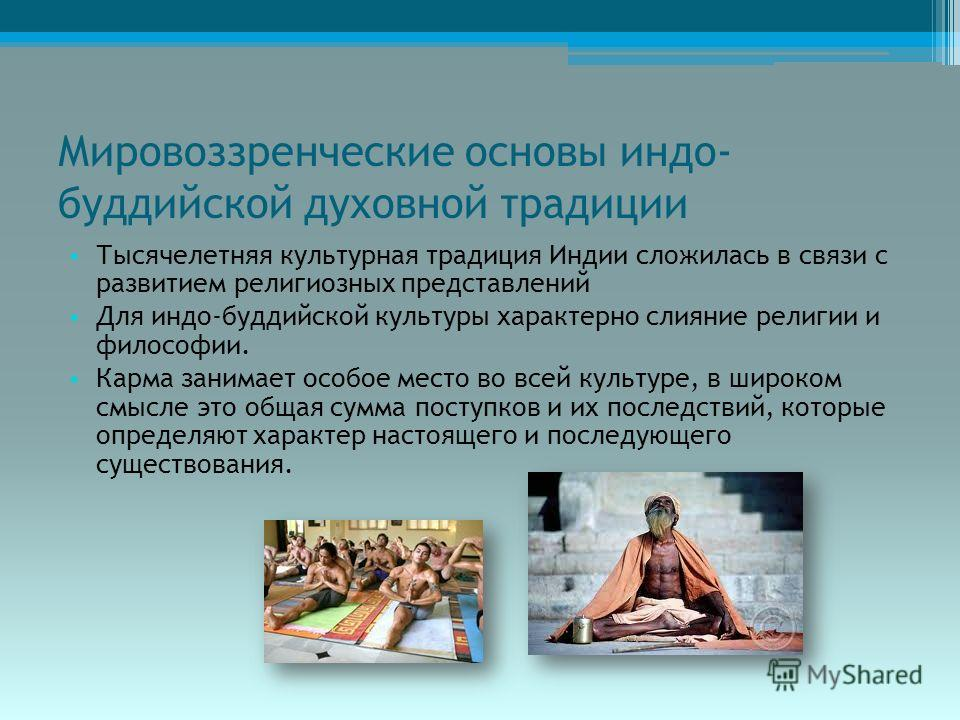 Мировоззренческие основы индо-
буддийской духовной традиции
• Тысячелетняя культурная традиция Индии сложилась в связи с
развитием религиозных представлений
• Для индо-буддийской культуры характерно слияние религии и
философии.
• Карма занимает особое место во всей культуре, в широком
смысле это общая сумма поступков и их последствий, которые
определяют характер настоящего и последующего
существования.
©
MyShared